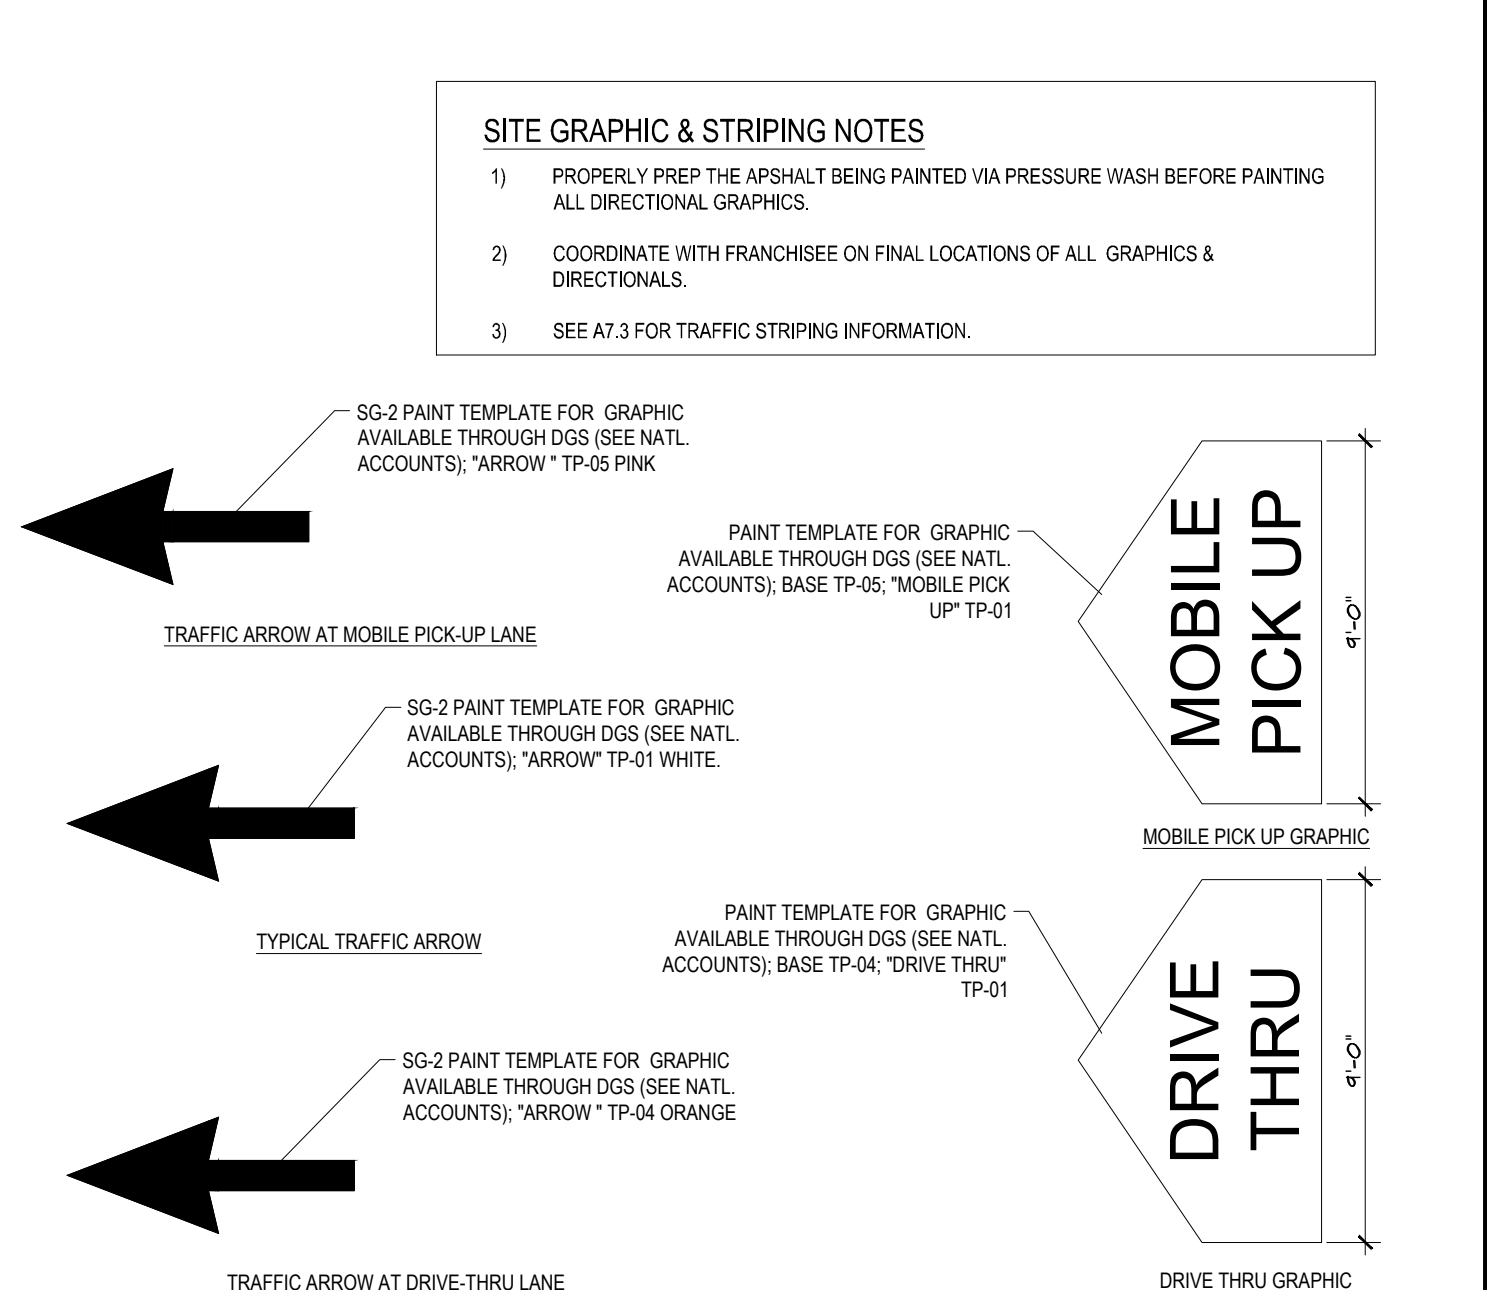 SITE GRAPHIC & STRIPING NOTES
1) PROPERLY PREP THE APSHALT BEING PAINTED VIA PRESSURE WASH BEFORE PAINTING
ALL DIRECTIONAL GRAPHICS.
2) COORDINATE WITH FRANCHISEE ON FINAL LOCATIONS OF ALL GRAPHICS &
DIRECTIONALS.
3) SEE A7.3 FOR TRAFFIC STRIPING INFORMATION.
SG-2 PAINT TEMPLATE FOR GRAPHIC
AVAILABLE THROUGH DGS (SEE NATL.
ACCOUNTS); "ARROW " TP-05 PINK
TRAFFIC ARROW AT MOBILE PICK-UP LANE
PAINT TEMPLATE FOR GRAPHIC
AVAILABLE THROUGH DGS (SEE NATL.
ACCOUNTS); BASE TP-05; "MOBILE PICK
UP" TP-01
MOBILE
PICK UP
9'-0"
MOBILE PICK UP GRAPHIC
SG-2 PAINT TEMPLATE FOR GRAPHIC
AVAILABLE THROUGH DGS (SEE NATL.
ACCOUNTS); "ARROW" TP-01 WHITE.
TYPICAL TRAFFIC ARROW
PAINT TEMPLATE FOR GRAPHIC
AVAILABLE THROUGH DGS (SEE NATL.
ACCOUNTS); BASE TP-04; "DRIVE THRU"
TP-01
DRIVE
THRU
9'-0"
DRIVE THRU GRAPHIC
SG-2 PAINT TEMPLATE FOR GRAPHIC
AVAILABLE THROUGH DGS (SEE NATL.
ACCOUNTS); "ARROW " TP-04 ORANGE
TRAFFIC ARROW AT DRIVE-THRU LANE